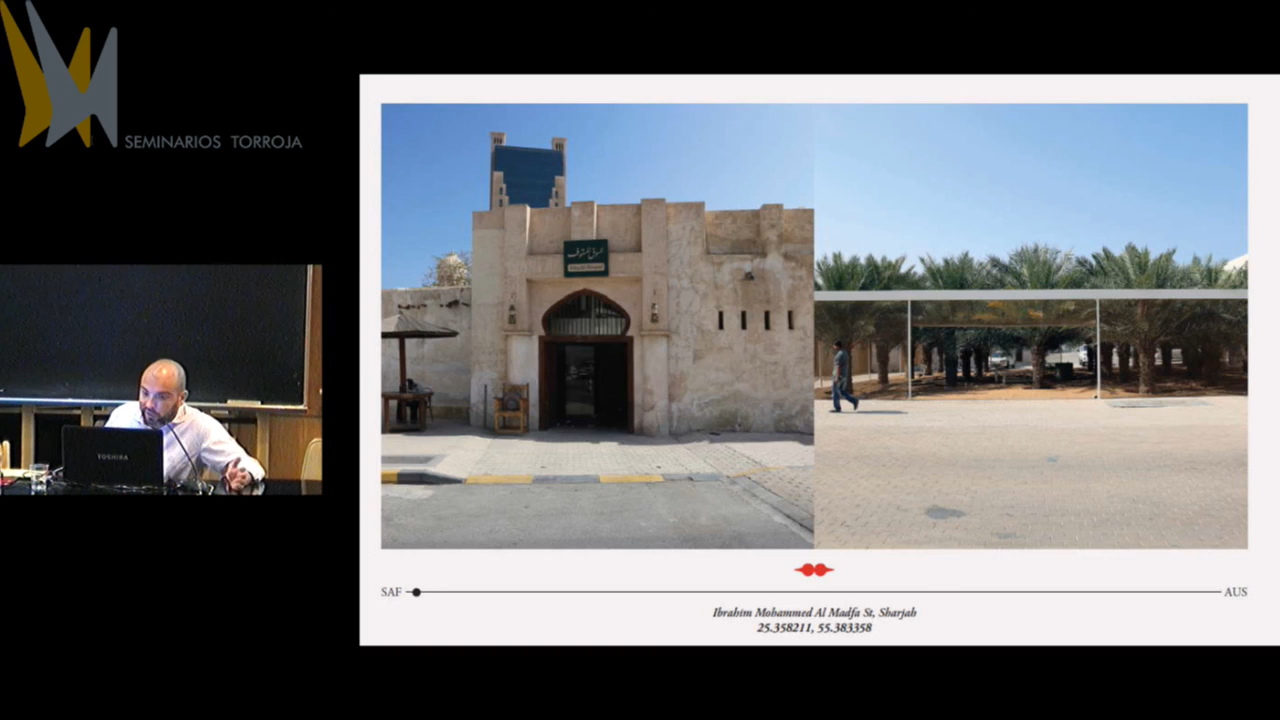 SEMINARIOS TORROJA
TOSHIBA
SAF
AUS
Ibrahim Mohammed Al Madfa St, Sharjah
25.358211, 55.383358